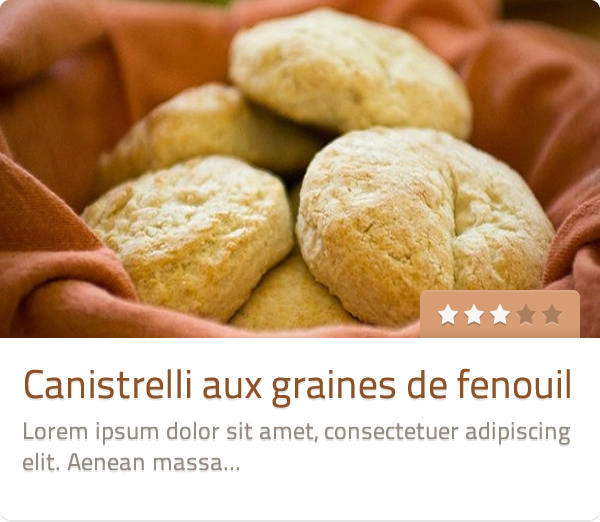 Canistrelli aux graines de fenouil
Lorem ipsum dolor sit amet, consectetuer adipiscing
elit. Aenean massa...